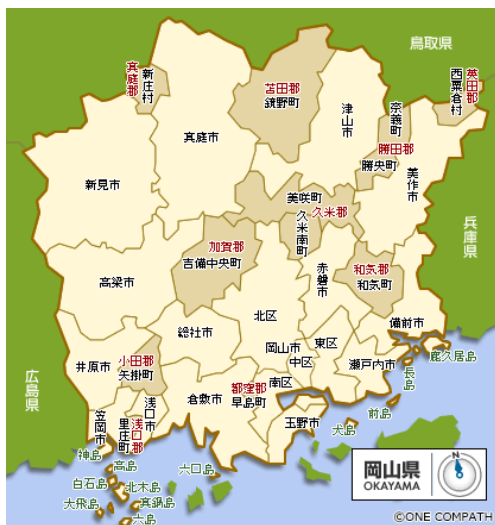 鳥取県
真庭郡
新庄村
苫田郡
鏡野町
津山市
奈義町
英田郡
西粟倉村
真庭市
勝田郡
勝央町
美作市
新見市
美咲町
久米郡
久米南町
兵庫県
加賀郡
吉備中央町
赤磐市
和気郡
和気町
高梁市
北区
備前市
総社市
岡山市
東区
中区
瀬戸内市
鹿久居島
長島
井原市
小田郡
矢掛町
都窪郡
早島町
南区
倉敷市
広島県
笠岡市
里庄町
浅口郡
浅口市
玉野市
前島
犬島
神島
高島
白石島
北木島
六口島
大飛島
真鍋島
六島
岡山県
OKAYAMA
N
©ONE COMPATH